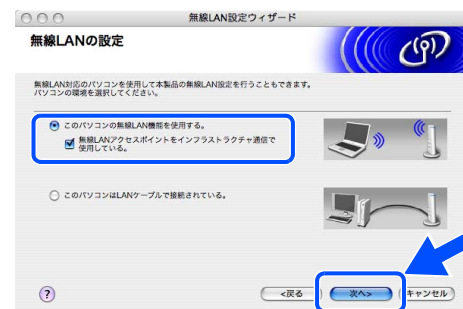 無線LAN設定ウィザード
無線LANの設定
無線LAN対応のパソコンを使用して本製品の無線LAN設定を行うこともできます。
パソコンの環境を選択してください。
このパソコンの無線LAN機能を使用する。
無線LANアクセスポイントをインフラストラクチャ通信で
使用している。
このパソコンはLANケーブルで接続されている。
?
<戻る 次へ> キャンセル